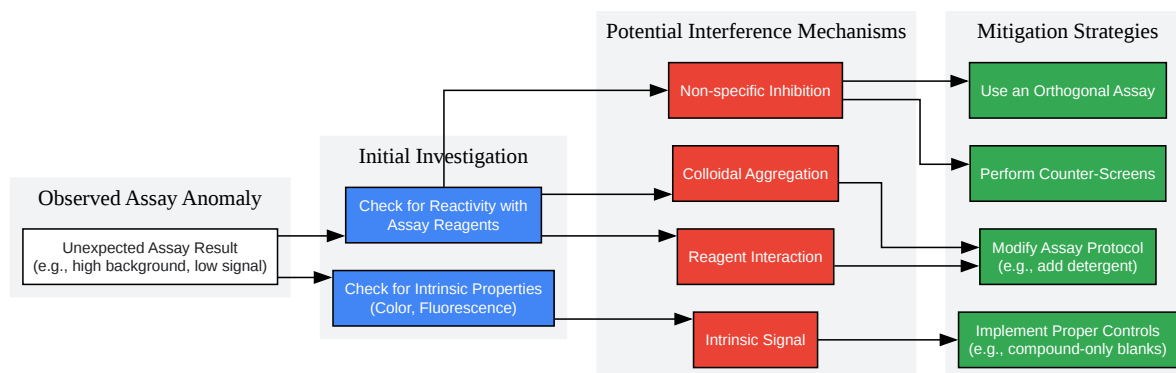 Observed Assay Anomaly
Unexpected Assay Result
(e.g., high background, low signal)
Initial Investigation
Check for Reactivity with
Assay Reagents
Check for Intrinsic Properties
(Color, Fluorescence)
Potential Interference Mechanisms
Non-specific Inhibition
Colloidal Aggregation
Reagent Interaction
Intrinsic Signal
Mitigation Strategies
Use an Orthogonal Assay
Perform Counter-Screens
Modify Assay Protocol
(e.g., add detergent)
Implement Proper Controls
(e.g., compound-only blanks)